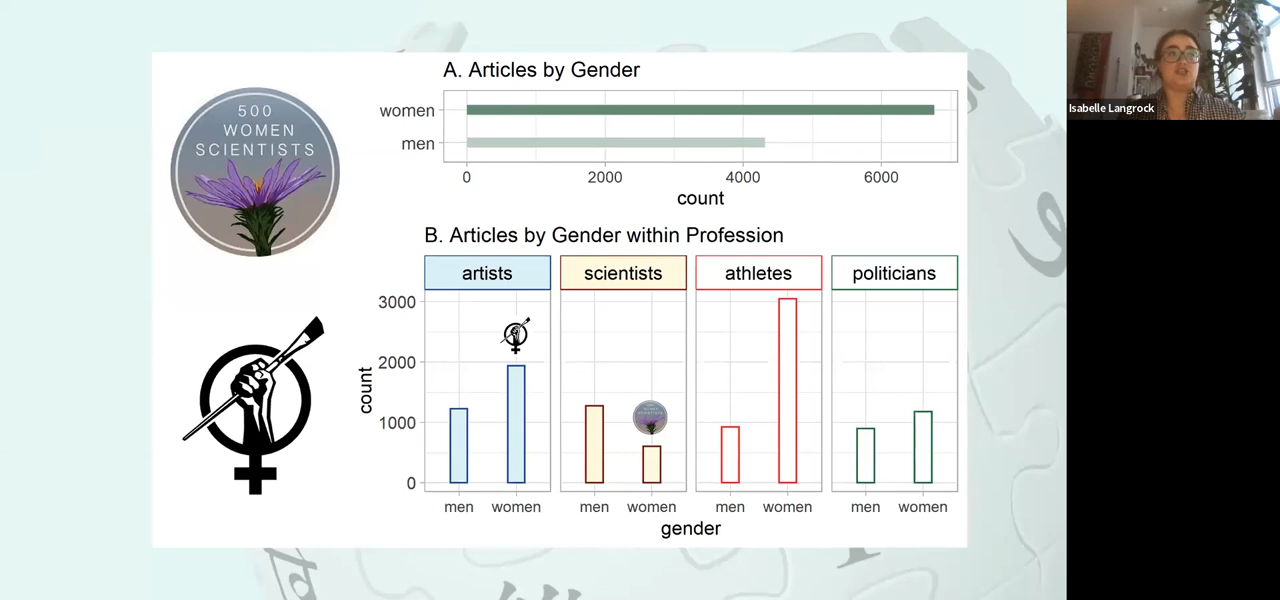 500
WOMEN
SCIENTISTS
A. Articles by Gender
women
men
0 2000 4000 6000
count
B. Articles by Gender within Profession
artists scientists athletes politicians
3000
2000
1000
0
count
men women men women men women men women
gender
Isabelle Langrock